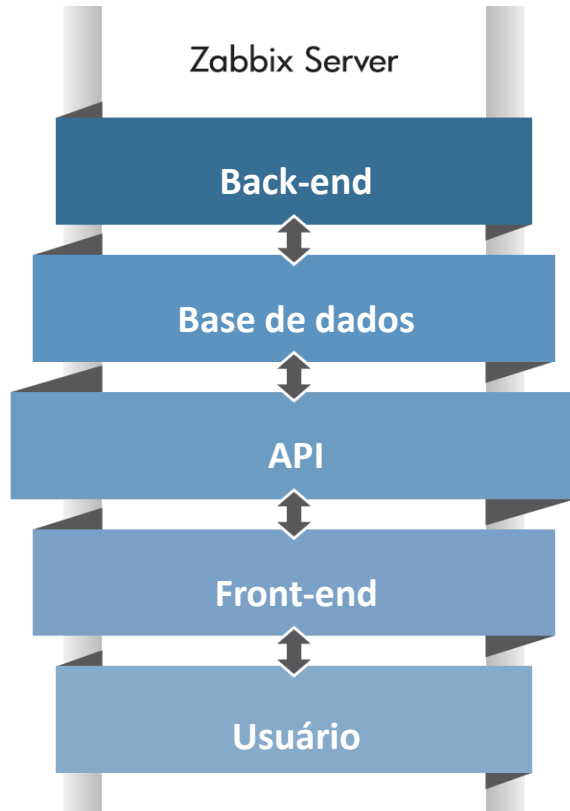 Zabbix Server
Back-end
Base de dados
API
Front-end
Usuário